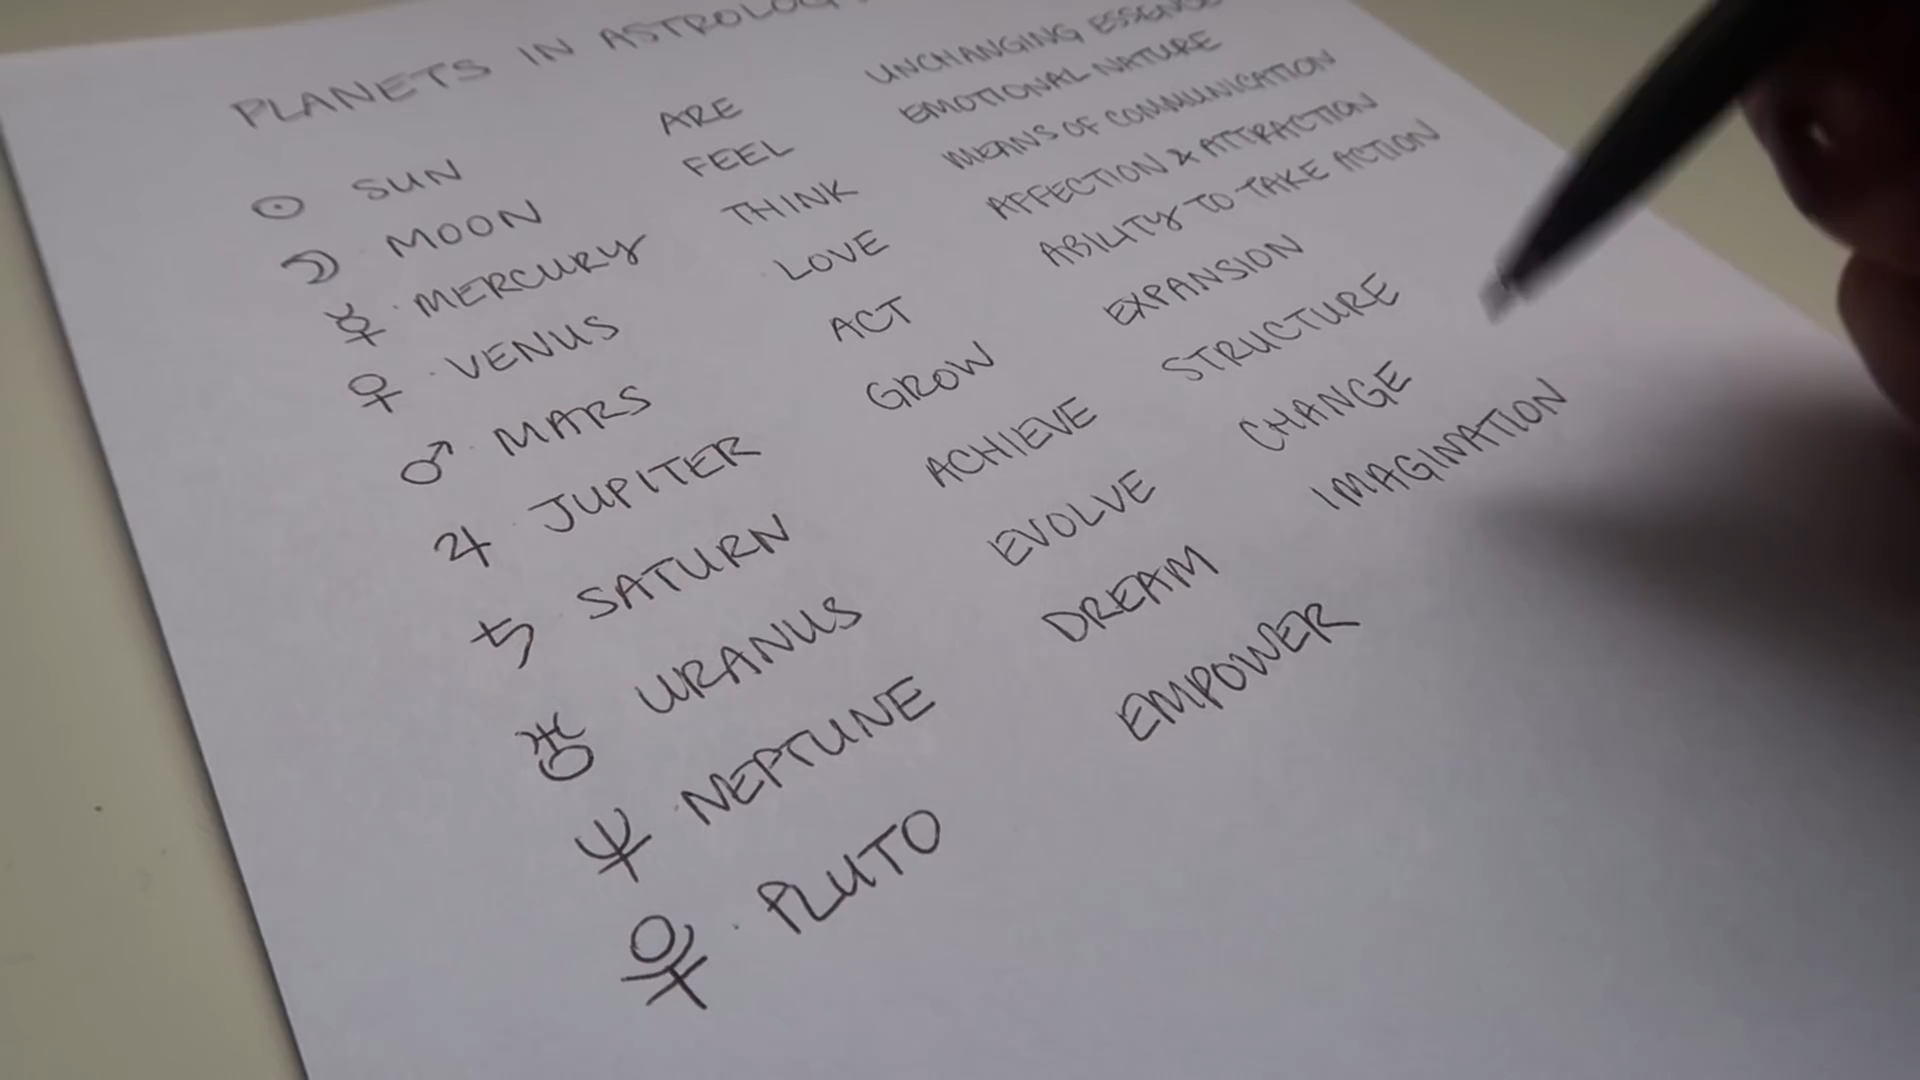 PLANETS IN ASTROLOG
☉ SUN ARE UNCHANGING ESSENC
☽ MOON FEEL EMOTIONAL NATURE
☿ MERCURY THINK MEANS OF COMMUNICATION
♀ VENUS LOVE AFFECTION & ATTRACTION
♂ MARS ACT ABILITY TO TAKE ACTION
♃ JUPITER GROW EXPANSION
♄ SATURN ACHIEVE STRUCTURE
♅ URANUS EVOLVE CHANGE
♆ NEPTUNE DREAM IMAGINATION
♇ PLUTO EMPOWER